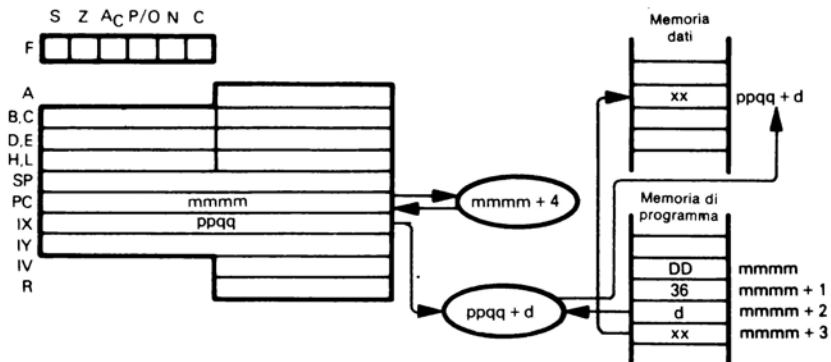 S Z AC P/O N C
F
A
B,C
D,E
H,L
SP
PC mmmm
IX ppqq
IY
IV
R
mmmm + 4
ppqq + d
Memoria
dati
xx ppqq + d
Memoria di
programma
DD mmmm
36 mmmm + 1
d mmmm + 2
xx mmmm + 3